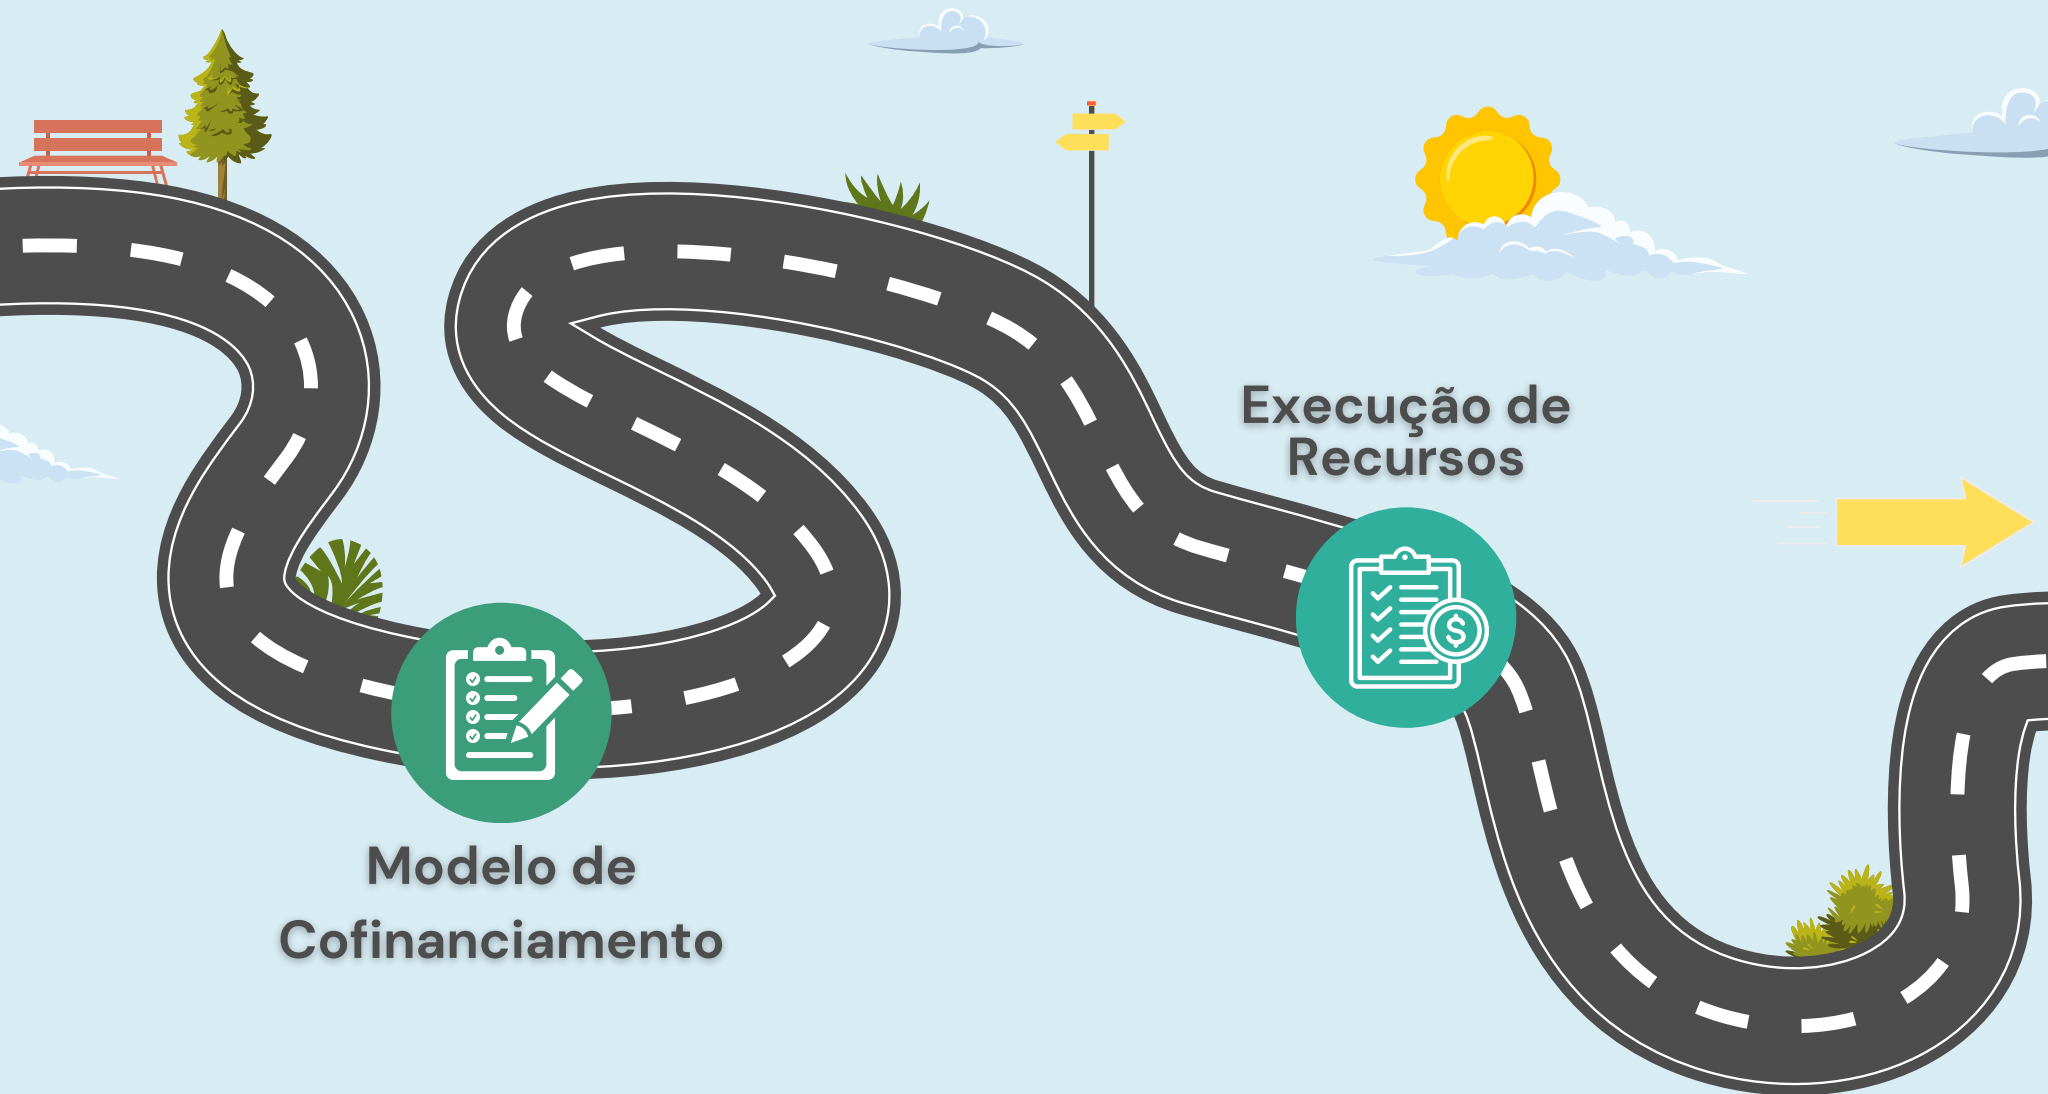 Execução de
Recursos
$
Modelo de
Cofinanciamento